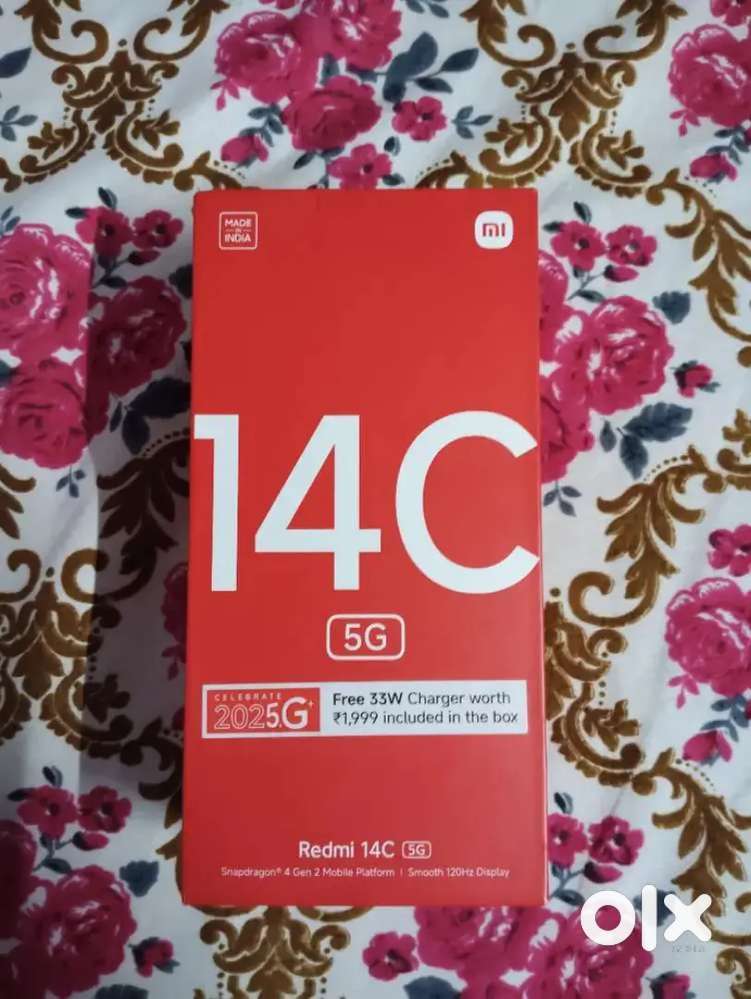 MADE
IN
INDIA
mi
14C
5G
CELEBRATE
2025G+
Free 33W Charger worth
₹1,999 included in the box
Redmi 14C 5G
Snapdragon® 4 Gen 2 Mobile Platform | Smooth 120Hz Display
olx